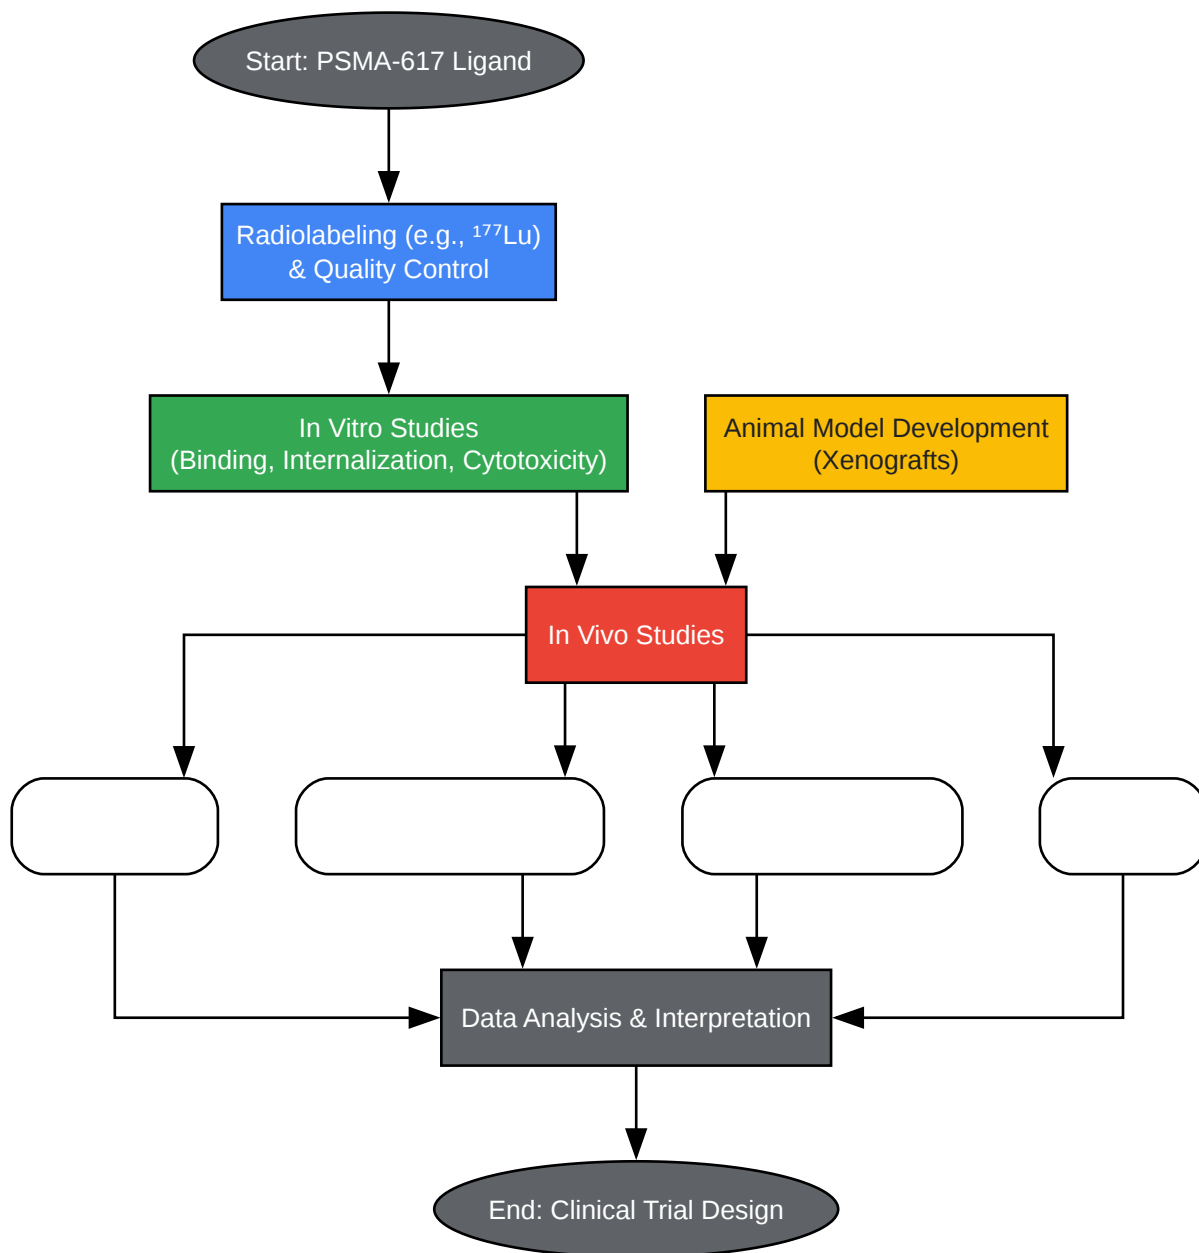 Start: PSMA-617 Ligand
Radiolabeling (e.g., ¹⁷⁷Lu)
& Quality Control
In Vitro Studies
(Binding, Internalization, Cytotoxicity)
Animal Model Development
(Xenografts)
In Vivo Studies
Data Analysis & Interpretation
End: Clinical Trial Design